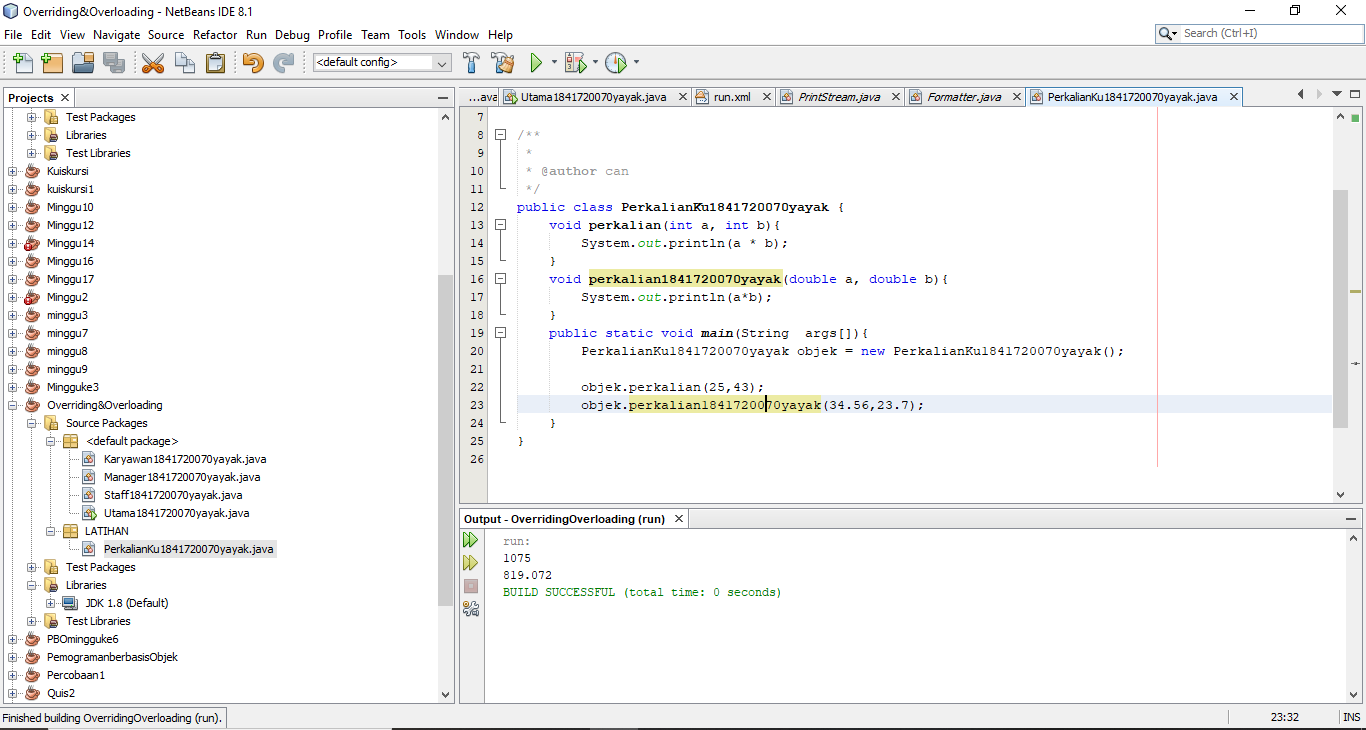 Overriding&Overloading - NetBeans IDE 8.1
File Edit View Navigate Source Refactor Run Debug Profile Team Tools Window Help
Search (Ctrl+I)
<default config>
Projects
Test Packages
Libraries
Test Libraries
Kuiskursi
kuiskursi1
Minggu10
Minggu12
Minggu14
Minggu16
Minggu17
Minggu2
minggu3
minggu7
minggu8
minggu9
Mingguke3
Overriding&Overloading
Source Packages
<default package>
Karyawan1841720070yayak.java
Manager1841720070yayak.java
Staff1841720070yayak.java
Utama1841720070yayak.java
LATIHAN
PerkalianKu1841720070yayak.java
Test Packages
Libraries
JDK 1.8 (Default)
Test Libraries
PBOmingguke6
PemogramanberbasisObjek
Percobaan1
Quis2
...ava Utama1841720070yayak.java run.xml PrintStream.java Formatter.java PerkalianKu1841720070yayak.java
7
8 /**
9 *
10 * @author can
11 */
12 public class PerkalianKu1841720070yayak {
13 void perkalian(int a, int b){
14 System.out.println(a * b);
15 }
16 void perkalian1841720070yayak(double a, double b){
17 System.out.println(a*b);
18 }
19 public static void main(String args[]){
20 PerkalianKu1841720070yayak objek = new PerkalianKu1841720070yayak();
21
22 objek.perkalian(25,43);
23 objek.perkalian1841720070yayak(34.56,23.7);
24 }
25 }
26
Output - OverridingOverloading (run)
run:
1075
819.072
BUILD SUCCESSFUL (total time: 0 seconds)
Finished building OverridingOverloading (run).
23:32 INS